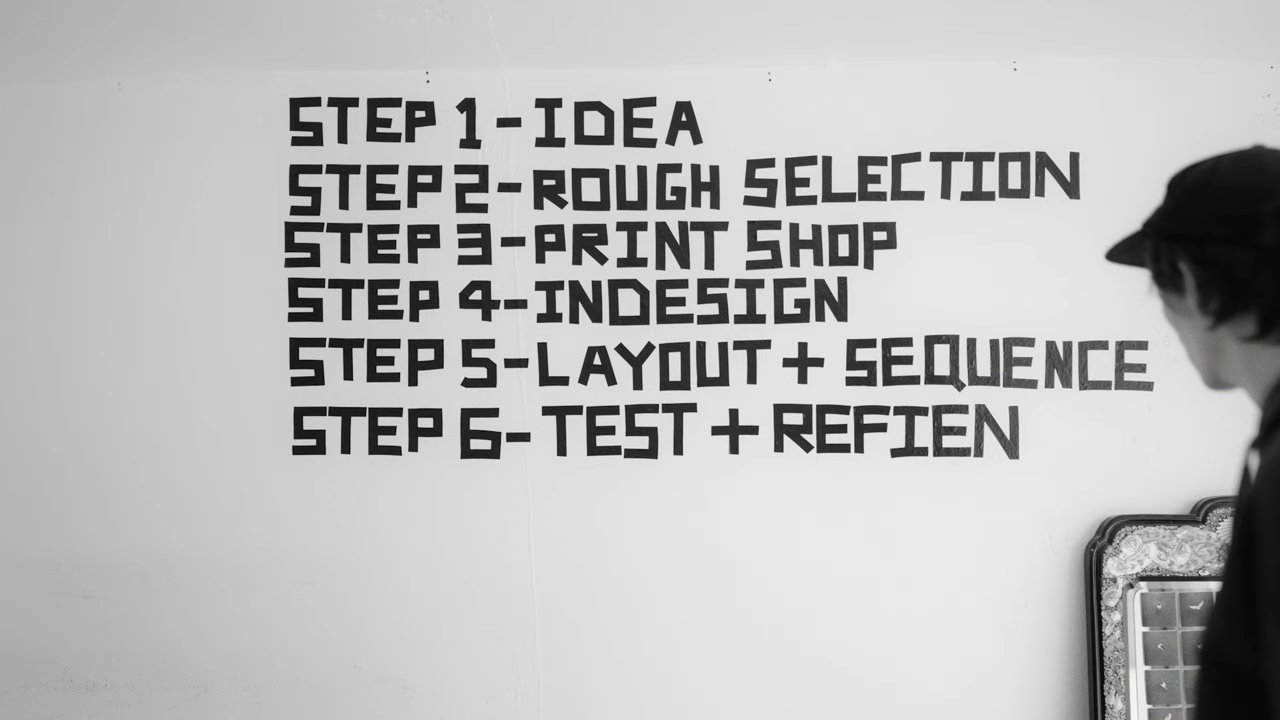 STEP 1-IDEA
STEP 2-ROUGH SELECTION
STEP 3-PRINT SHOP
STEP 4-INDESIGN
STEP 5-LAYOUT + SEQUENCE
STEP 6-TEST + REFIEN